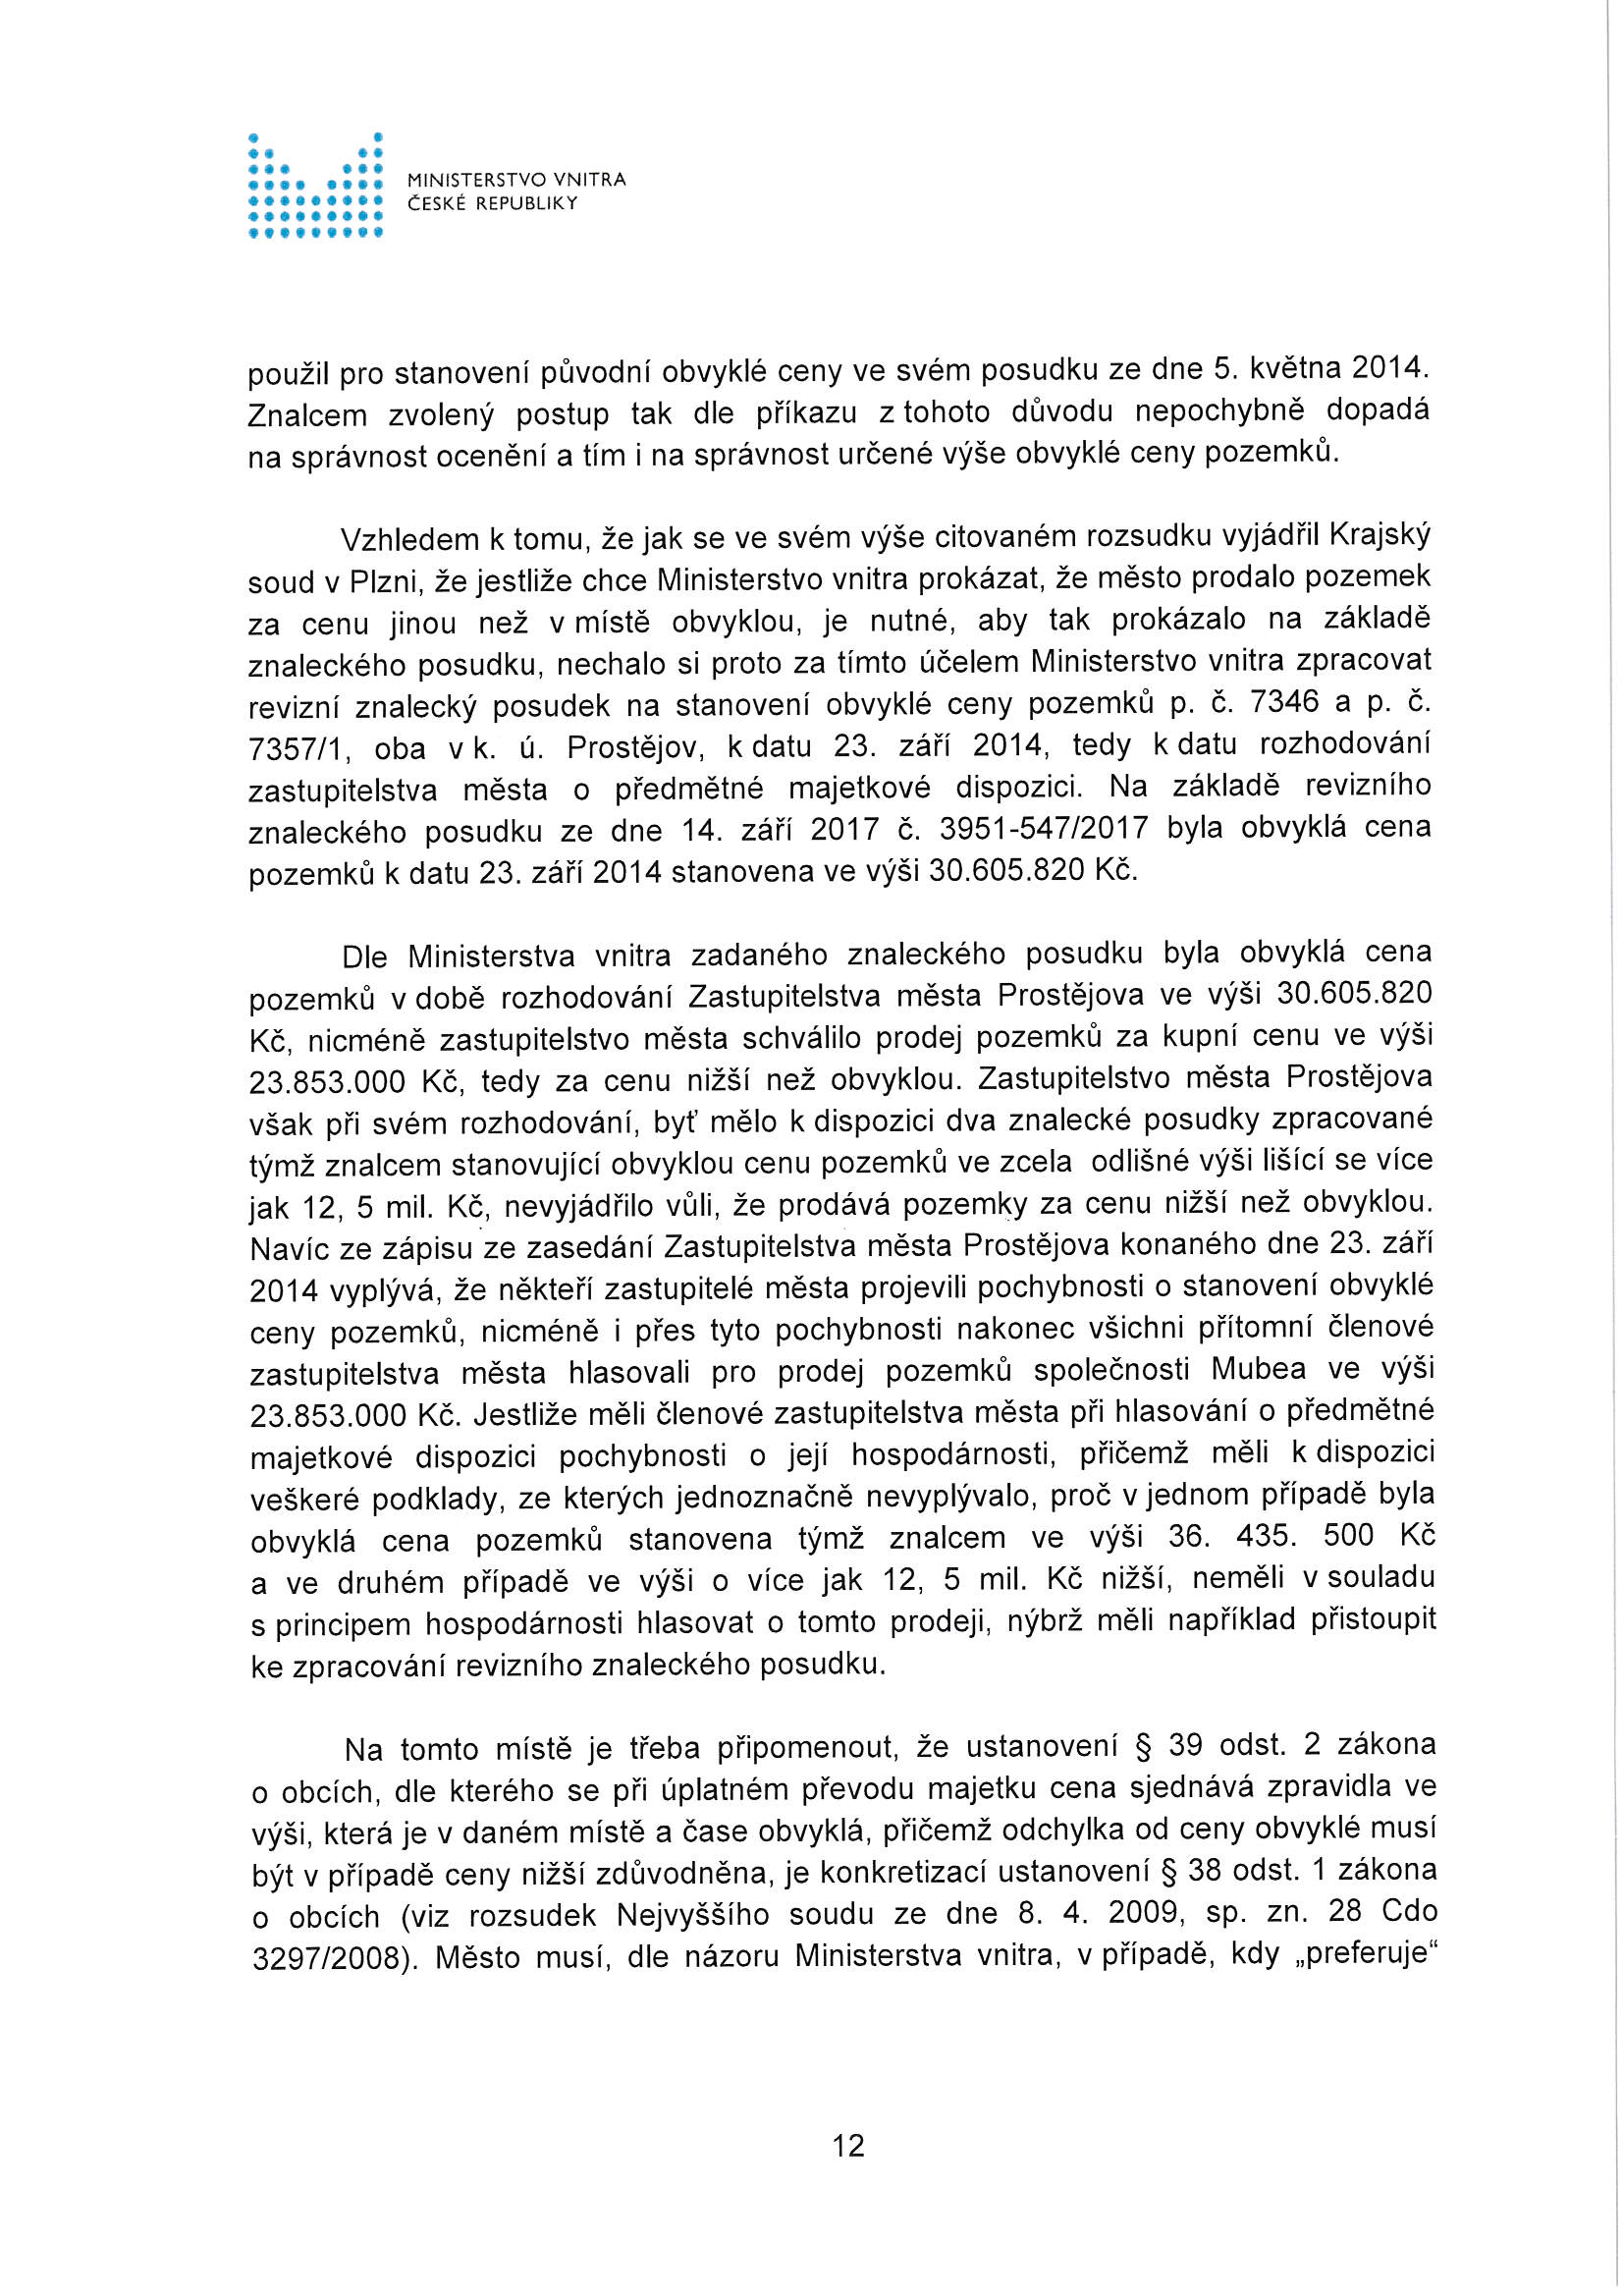 MINISTERSTVO VNITRA
ČESKÉ REPUBLIKY
použil pro stanovení původní obvyklé ceny ve svém posudku ze dne 5. května 2014.
Znalcem zvolený postup tak dle příkazu z tohoto důvodu nepochybně dopadá
na správnost ocenění a tím i na správnost určené výše obvyklé ceny pozemků.
Vzhledem k tomu, že jak se ve svém výše citovaném rozsudku vyjádřil Krajský
soud v Plzni, že jestliže chce Ministerstvo vnitra prokázat, že město prodalo pozemek
za cenu jinou než v místě obvyklou, je nutné, aby tak prokázalo na základě
znaleckého posudku, nechalo si proto za tímto účelem Ministerstvo vnitra zpracovat
revizní znalecký posudek na stanovení obvyklé ceny pozemků p. č. 7346 a p. č.
7357/1, oba v k. ú. Prostějov, k datu 23. září 2014, tedy k datu rozhodování
zastupitelstva města o předmětné majetkové dispozici. Na základě revizního
znaleckého posudku ze dne 14. září 2017 č. 3951-547/2017 byla obvyklá cena
pozemků k datu 23. září 2014 stanovena ve výši 30.605.820 Kč.
Dle Ministerstva vnitra zadaného znaleckého posudku byla obvyklá cena
pozemků v době rozhodování Zastupitelstva města Prostějova ve výši 30.605.820
Kč, nicméně zastupitelstvo města schválilo prodej pozemků za kupní cenu ve výši
23.853.000 Kč, tedy za cenu nižší než obvyklou. Zastupitelstvo města Prostějova
však při svém rozhodování, byť mělo k dispozici dva znalecké posudky zpracované
týmž znalcem stanovující obvyklou cenu pozemků ve zcela odlišné výši lišící se více
jak 12, 5 mil. Kč, nevyjádřilo vůli, že prodává pozemky za cenu nižší než obvyklou.
Navíc ze zápisu ze zasedání Zastupitelstva města Prostějova konaného dne 23. září
2014 vyplývá, že někteří zastupitelé města projevili pochybnosti o stanovení obvyklé
ceny pozemků, nicméně i přes tyto pochybnosti nakonec všichni přítomní členové
zastupitelstva města hlasovali pro prodej pozemků společnosti Mubea ve výši
23.853.000 Kč. Jestliže měli členové zastupitelstva města při hlasování o předmětné
majetkové dispozici pochybnosti o její hospodárnosti, přičemž měli k dispozici
veškeré podklady, ze kterých jednoznačně nevyplývalo, proč v jednom případě byla
obvyklá cena pozemků stanovena týmž znalcem ve výši 36. 435. 500 Kč
a ve druhém případě ve výši o více jak 12, 5 mil. Kč nižší, neměli v souladu
s principem hospodárnosti hlasovat o tomto prodeji, nýbrž měli například přistoupit
ke zpracování revizního znaleckého posudku.
Na tomto místě je třeba připomenout, že ustanovení § 39 odst. 2 zákona
o obcích, dle kterého se při úplatném převodu majetku cena sjednává zpravidla ve
výši, která je v daném místě a čase obvyklá, přičemž odchylka od ceny obvyklé musí
být v případě ceny nižší zdůvodněna, je konkretizací ustanovení § 38 odst. 1 zákona
o obcích (viz rozsudek Nejvyššího soudu ze dne 8. 4. 2009, sp. zn. 28 Cdo
3297/2008). Město musí, dle názoru Ministerstva vnitra, v případě, kdy „preferuje“
12